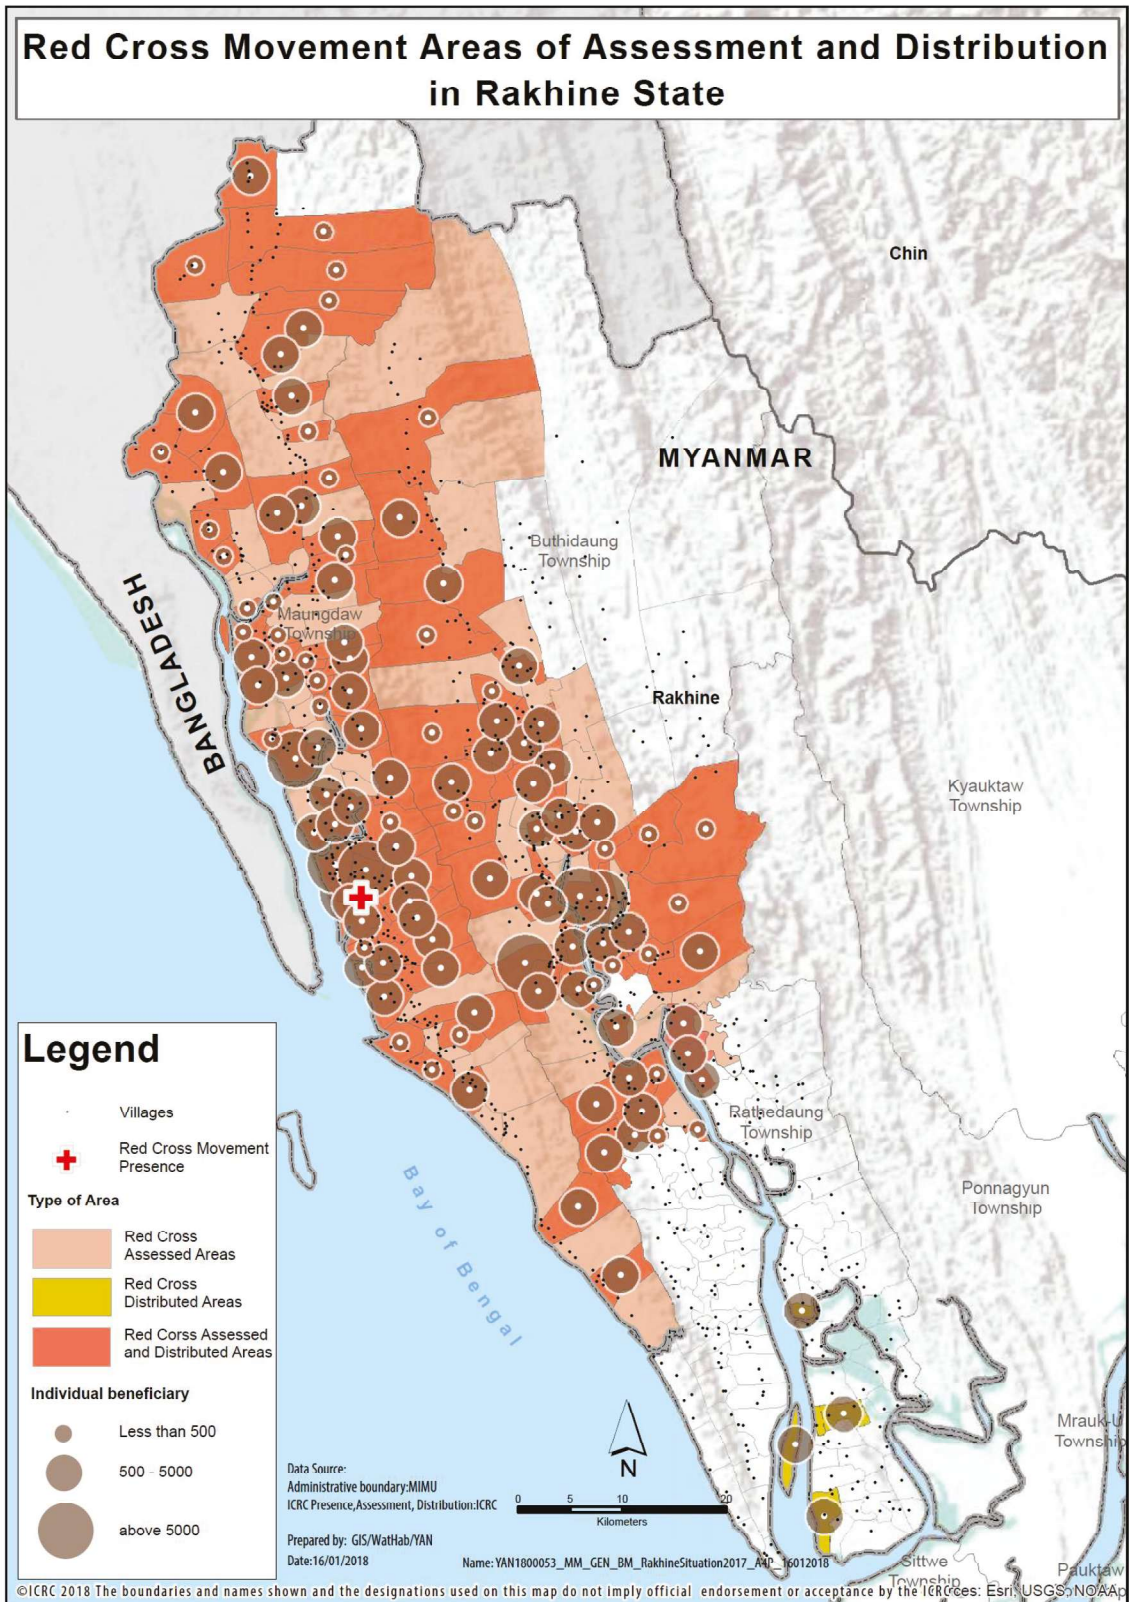 Red Cross Movement Areas of Assessment and Distribution
in Rakhine State
Chin
MYANMAR
Buthidaung
Township
BANGLADESH
Maungdaw
Township
Rakhine
Kyauktaw
Township
Rathedaung
Township
Ponnagyun
Township
Bay of Bengal
Mrauk-U
Township
Sittwe
Township
Pauktaw
Legend
Villages
Red Cross Movement
Presence
Type of Area
Red Cross
Assessed Areas
Red Cross
Distributed Areas
Red Corss Assessed
and Distributed Areas
Individual beneficiary
Less than 500
500 - 5000
above 5000
Data Source:
Administrative boundary:MIMU
ICRC Presence,Assessment, Distribution:ICRC
Prepared by: GIS/WatHab/YAN
Date:16/01/2018
N
0 5 10 20
Kilometers
Name: YAN1800053_MM_GEN_BM_RakhineSituation2017_A4P_16012018
©ICRC 2018 The boundaries and names shown and the designations used on this map do not imply official endorsement or acceptance by the ICRC
Esri, USGS, NOAA